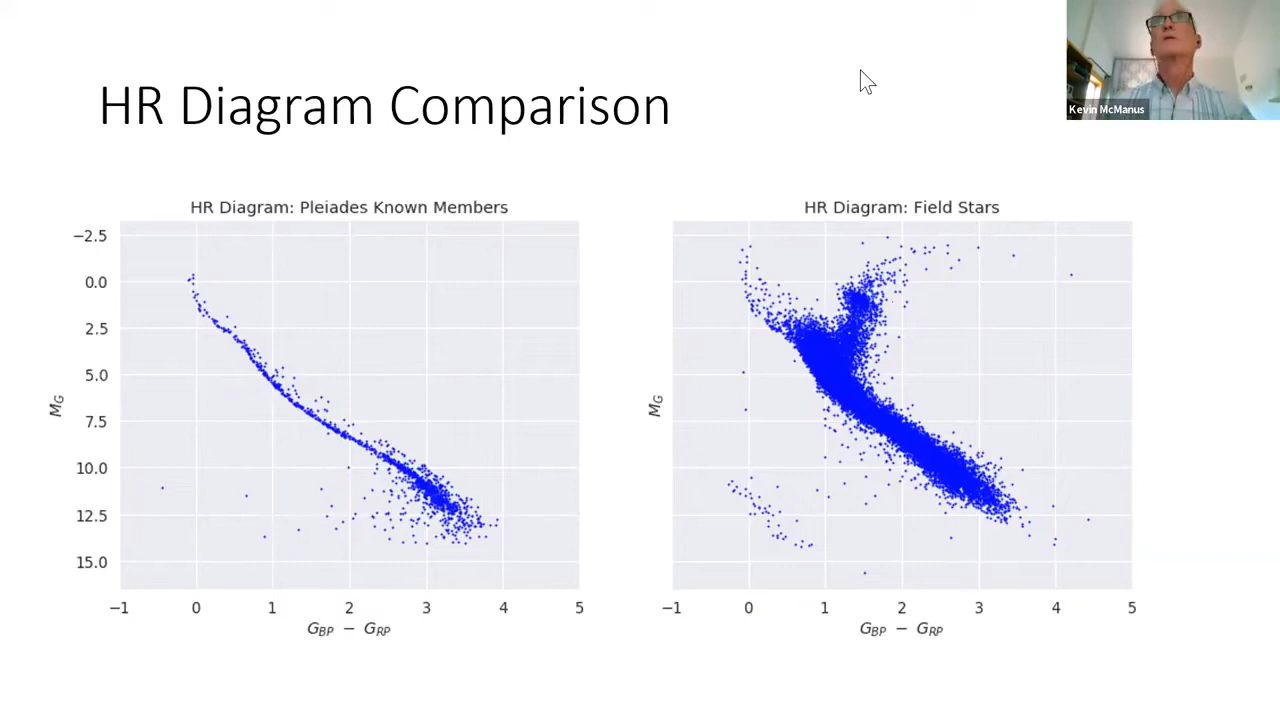 HR Diagram Comparison
Kevin McManus
HR Diagram: Pleiades Known Members
−2.5
0.0
2.5
5.0
7.5
10.0
12.5
15.0
M_G
−1 0 1 2 3 4 5
G_BP − G_RP
HR Diagram: Field Stars
M_G
−1 0 1 2 3 4 5
G_BP − G_RP